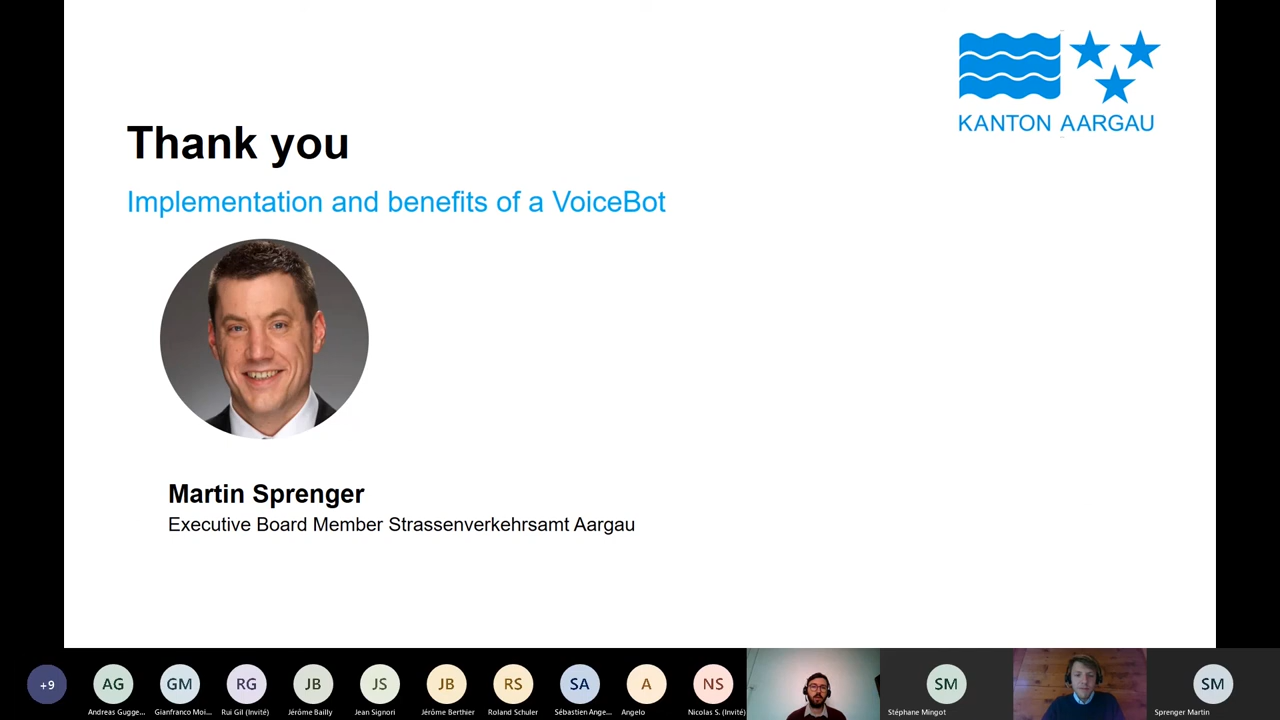 KANTON AARGAU
Thank you
Implementation and benefits of a VoiceBot
Martin Sprenger
Executive Board Member Strassenverkehrsamt Aargau
+9
AG
GM
RG
JB
JS
JB
RS
SA
A
NS
SM
SM
Andreas Gugge...
Gianfranco Moi...
Rui Gil (Invité)
Jérôme Bailly
Jean Signori
Jérôme Berthier
Roland Schuler
Sébastien Ange...
Angelo
Nicolas S. (Invité)
Stéphane Mingot
Sprenger Martin